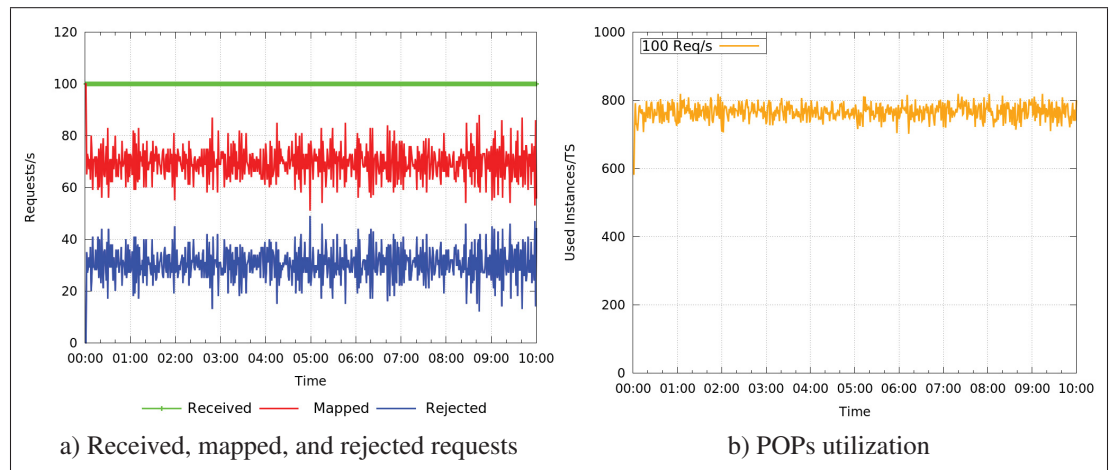 120
100
80
60
40
20
0
Requests/s
00:00 01:00 02:00 03:00 04:00 05:00 06:00 07:00 08:00 09:00 10:00
Time
Received Mapped Rejected
a) Received, mapped, and rejected requests
1000
800
600
400
200
0
Used Instances/TS
100 Req/s
00:00 01:00 02:00 03:00 04:00 05:00 06:00 07:00 08:00 09:00 10:00
Time
b) POPs utilization